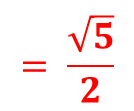 = √5/2